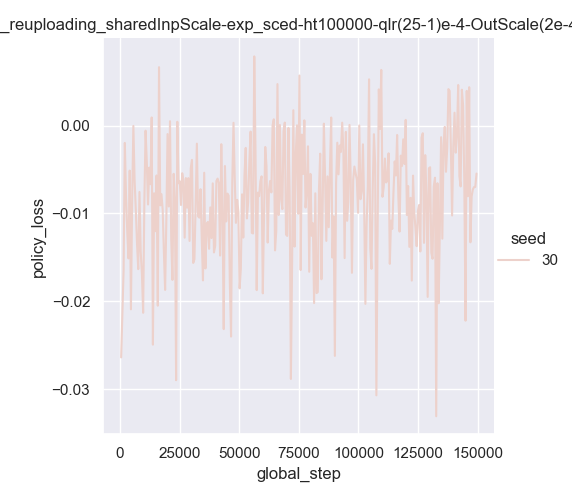 _reuploading_sharedInpScale-exp_sced-ht100000-qlr(25-1)e-4-OutScale(2e-4
0.00
−0.01
−0.02
−0.03
policy_loss
0 25000 50000 75000 100000 125000 150000
global_step
seed
30